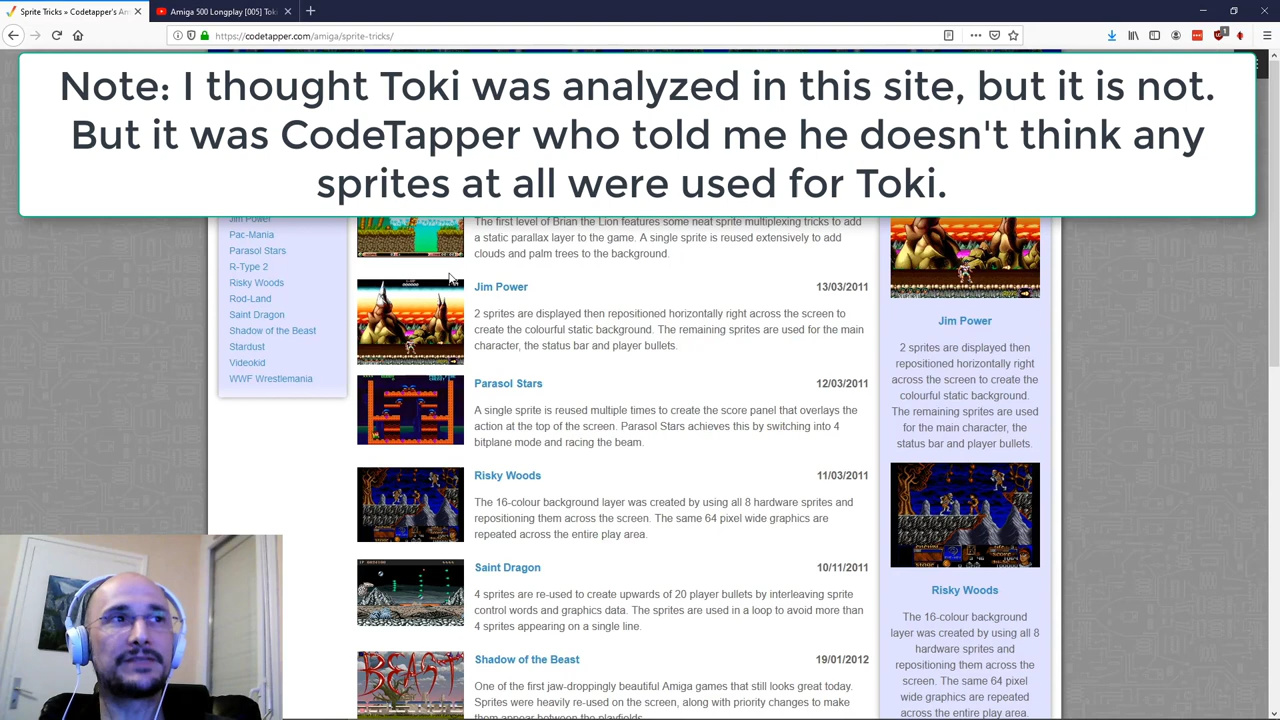 Sprite Tricks » Codetapper's Am
Amiga 500 Longplay [005] Toki
https://codetapper.com/amiga/sprite-tricks/
Note: I thought Toki was analyzed in this site, but it is not.
But it was CodeTapper who told me he doesn't think any
sprites at all were used for Toki.
Jim Power
Pac-Mania
Parasol Stars
R-Type 2
Risky Woods
Rod-Land
Saint Dragon
Shadow of the Beast
Stardust
Videokid
WWF Wrestlemania
The first level of Brian the Lion features some neat sprite multiplexing tricks to add
a static parallax layer to the game. A single sprite is reused extensively to add
clouds and palm trees to the background.
Jim Power 13/03/2011
2 sprites are displayed then repositioned horizontally right across the screen to
create the colourful static background. The remaining sprites are used for the main
character, the status bar and player bullets.
Parasol Stars 12/03/2011
A single sprite is reused multiple times to create the score panel that overlays the
action at the top of the screen. Parasol Stars achieves this by switching into 4
bitplane mode and racing the beam.
Risky Woods 11/03/2011
The 16-colour background layer was created by using all 8 hardware sprites and
repositioning them across the screen. The same 64 pixel wide graphics are
repeated across the entire play area.
Saint Dragon 10/11/2011
4 sprites are re-used to create upwards of 20 player bullets by interleaving sprite
control words and graphics data. The sprites are used in a loop to avoid more than
4 sprites appearing on a single line.
BEAST
Shadow of the Beast 19/01/2012
One of the first jaw-droppingly beautiful Amiga games that still looks great today.
Sprites were heavily re-used on the screen, along with priority changes to make
them appear between the playfields.
Jim Power
2 sprites are displayed then
repositioned horizontally right
across the screen to create the
colourful static background.
The remaining sprites are used
for the main character, the
status bar and player bullets.
Risky Woods
The 16-colour background
layer was created by using all 8
hardware sprites and
repositioning them across the
screen. The same 64 pixel
wide graphics are repeated
across the entire play area.